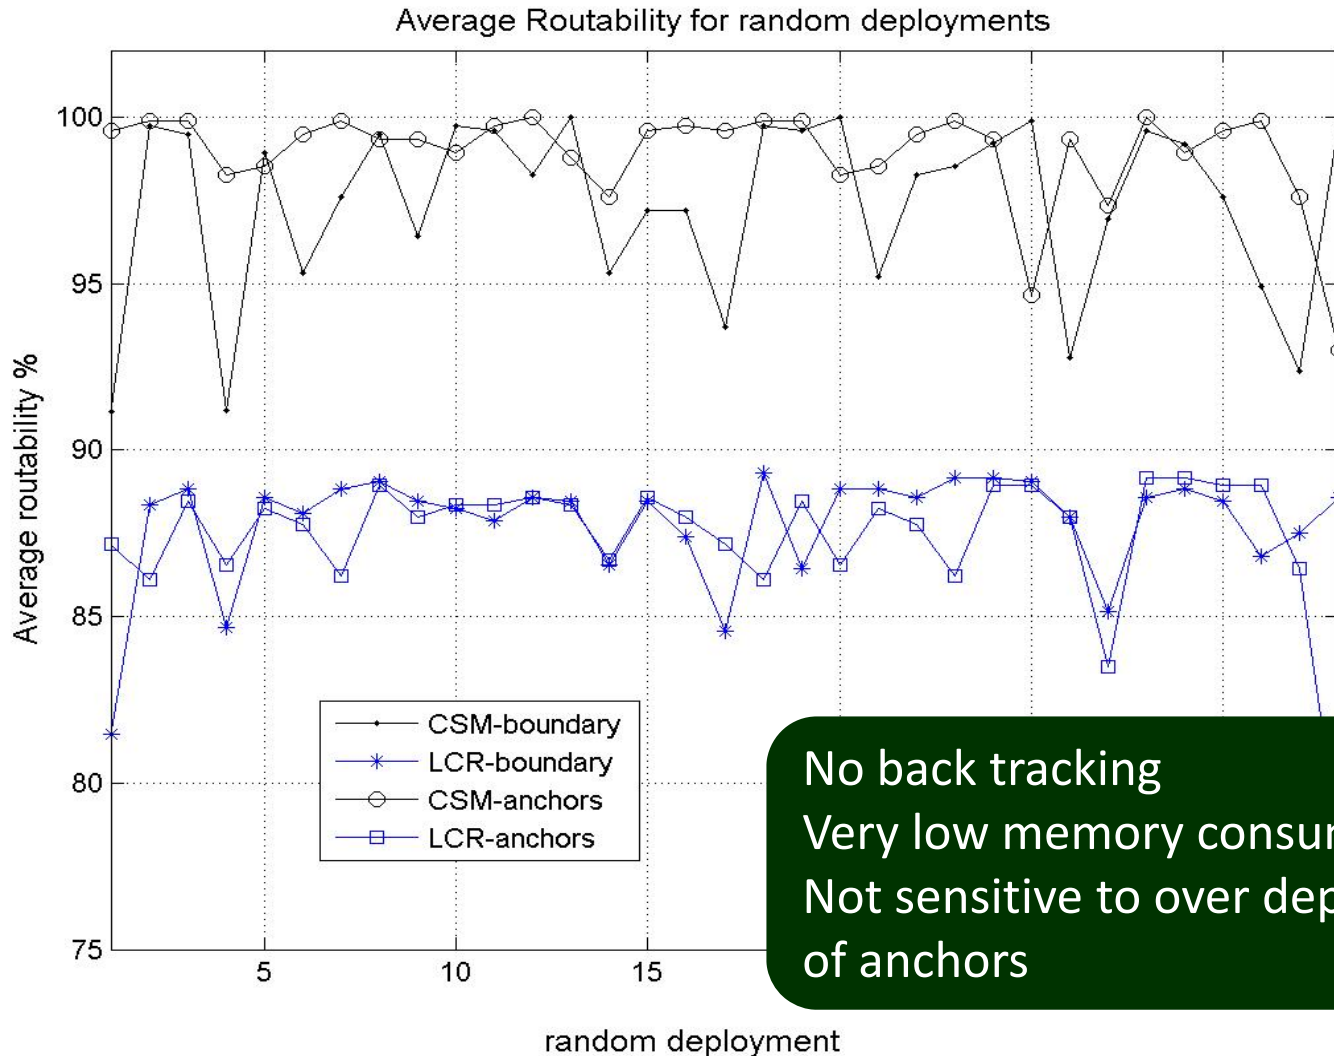 Average Routability for random deployments
100
95
90
85
80
75
Average routability %
CSM-boundary
LCR-boundary
CSM-anchors
LCR-anchors
No back tracking
Very low memory
Not sensitive to over
of anchors
5
10
15
random deployment